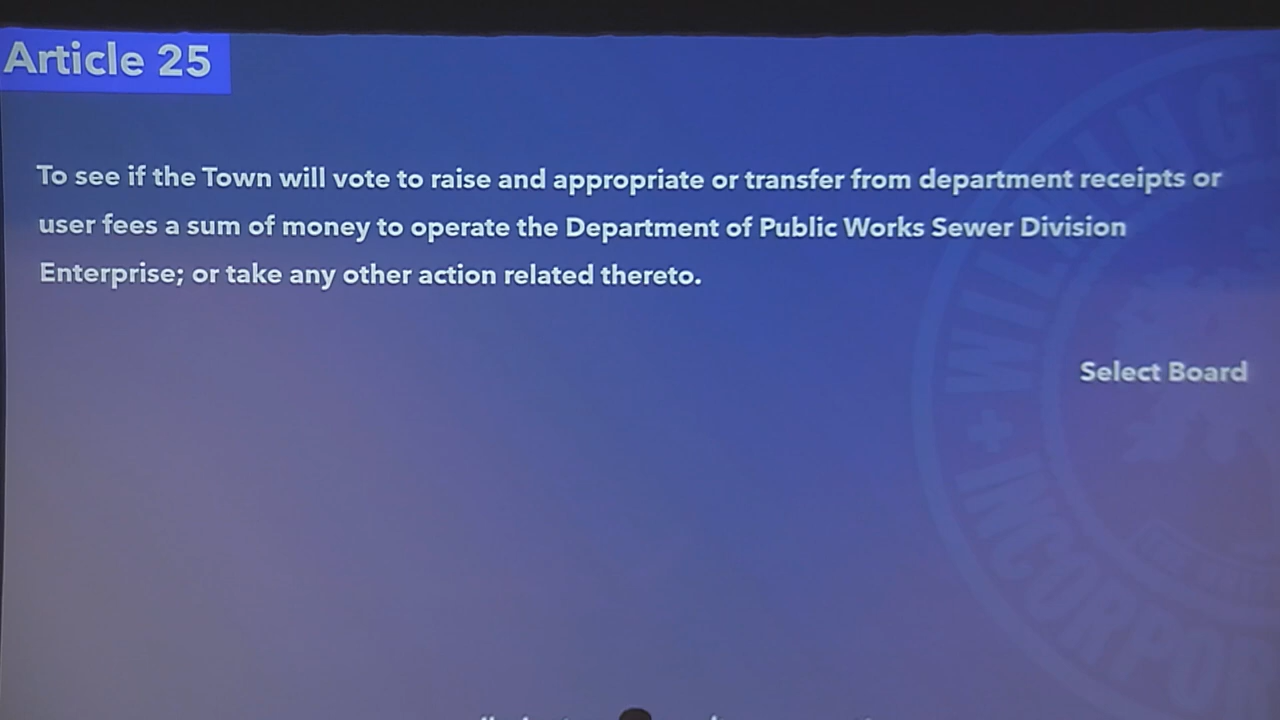 Article 25
To see if the Town will vote to raise and appropriate or transfer from department receipts or
user fees a sum of money to operate the Department of Public Works Sewer Division
Enterprise; or take any other action related thereto.
Select Board